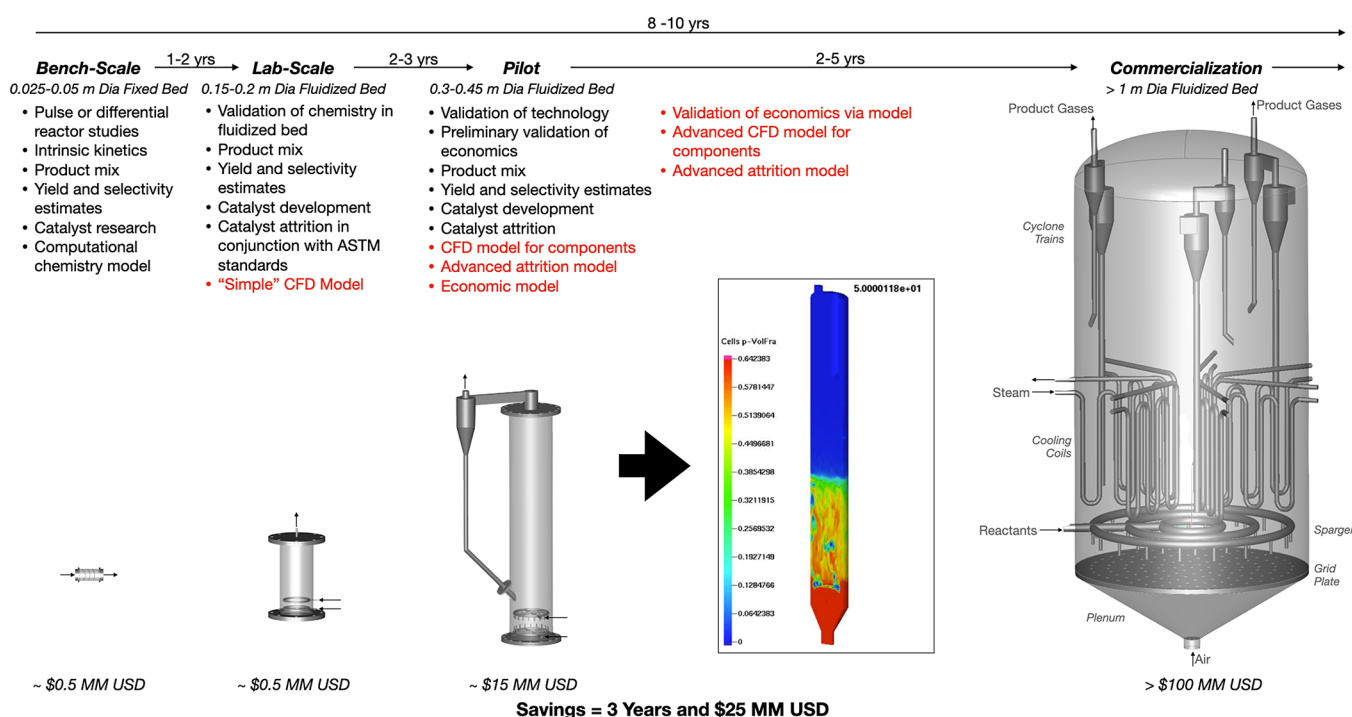 8 -10 yrs
1-2 yrs
2-3 yrs
2-5 yrs
Bench-Scale
0.025-0.05 m Dia Fixed Bed
• Pulse or differential
reactor studies
• Intrinsic kinetics
• Product mix
• Yield and selectivity
estimates
• Catalyst research
• Computational
chemistry model
Lab-Scale
0.15-0.2 m Dia Fluidized Bed
• Validation of chemistry in
fluidized bed
• Product mix
• Yield and selectivity
estimates
• Catalyst development
• Catalyst attrition in
conjunction with ASTM
standards
• “Simple” CFD Model
Pilot
0.3-0.45 m Dia Fluidized Bed
• Validation of technology
• Preliminary validation of
economics
• Product mix
• Yield and selectivity estimates
• Catalyst development
• Catalyst attrition
• CFD model for components
• Advanced attrition model
• Economic model
• Validation of economics via model
• Advanced CFD model for
components
• Advanced attrition model
Commercialization
> 1 m Dia Fluidized Bed
Product Gases
Product Gases
Cyclone
Trains
Steam
Cooling
Coils
Reactants
Sparger
Grid
Plate
Plenum
Air
5.0000118e+01
Cells p-VolFra
0.642383
0.5781447
0.5139064
0.4496681
0.3854298
0.3211915
0.2569532
0.1927149
0.1284766
0.0642383
0
~ $0.5 MM USD
~ $0.5 MM USD
~ $15 MM USD
> $100 MM USD
Savings = 3 Years and $25 MM USD